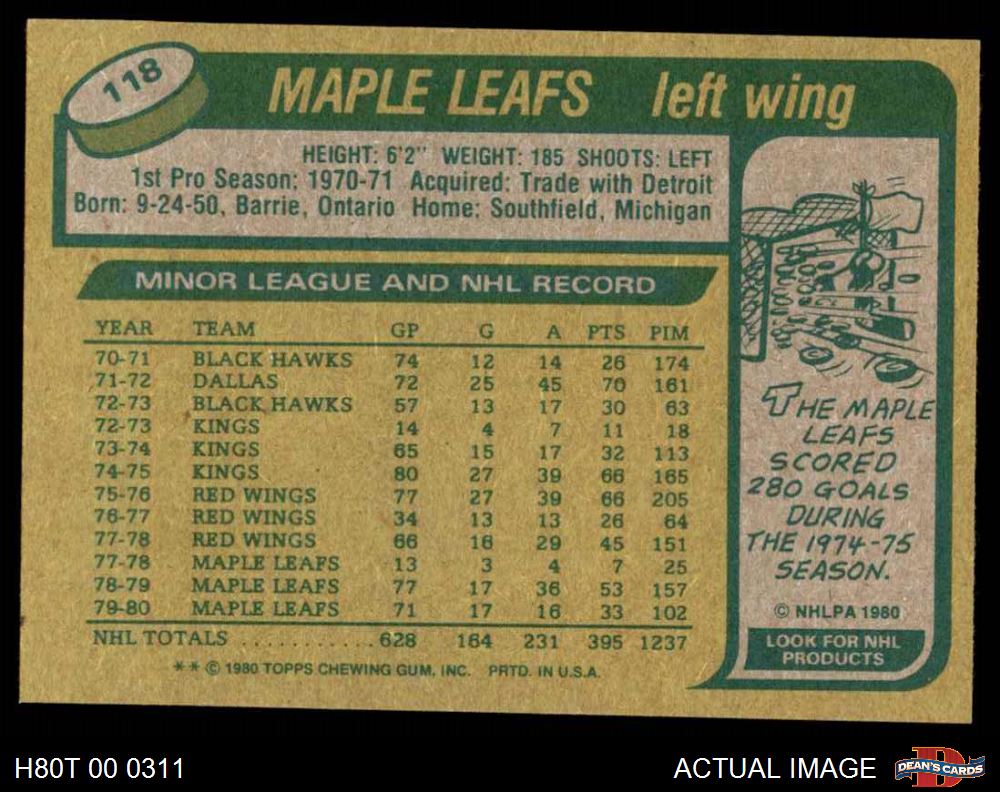 118
MAPLE LEAFS left wing
HEIGHT: 6'2" WEIGHT: 185 SHOOTS: LEFT
1st Pro Season: 1970-71 Acquired: Trade with Detroit
Born: 9-24-50, Barrie, Ontario Home: Southfield, Michigan
MINOR LEAGUE AND NHL RECORD
YEAR TEAM GP G A PTS PIM
70-71 BLACK HAWKS 74 12 14 26 174
71-72 DALLAS 72 25 45 70 161
72-73 BLACK HAWKS 57 13 17 30 63
72-73 KINGS 14 4 7 11 18
73-74 KINGS 65 15 17 32 113
74-75 KINGS 80 27 39 66 165
75-76 RED WINGS 77 27 39 66 205
76-77 RED WINGS 34 13 13 26 64
77-78 RED WINGS 66 16 29 45 151
77-78 MAPLE LEAFS 13 3 4 7 25
78-79 MAPLE LEAFS 77 17 36 53 157
79-80 MAPLE LEAFS 71 17 16 33 102
NHL TOTALS ............ 628 164 231 395 1237
** © 1980 TOPPS CHEWING GUM, INC. PRTD. IN U.S.A.
THE MAPLE
LEAFS
SCORED
280 GOALS
DURING
THE 1974-75
SEASON.
© NHLPA 1980
LOOK FOR NHL
PRODUCTS
H80T 00 0311
ACTUAL IMAGE
D
DEAN'S CARDS